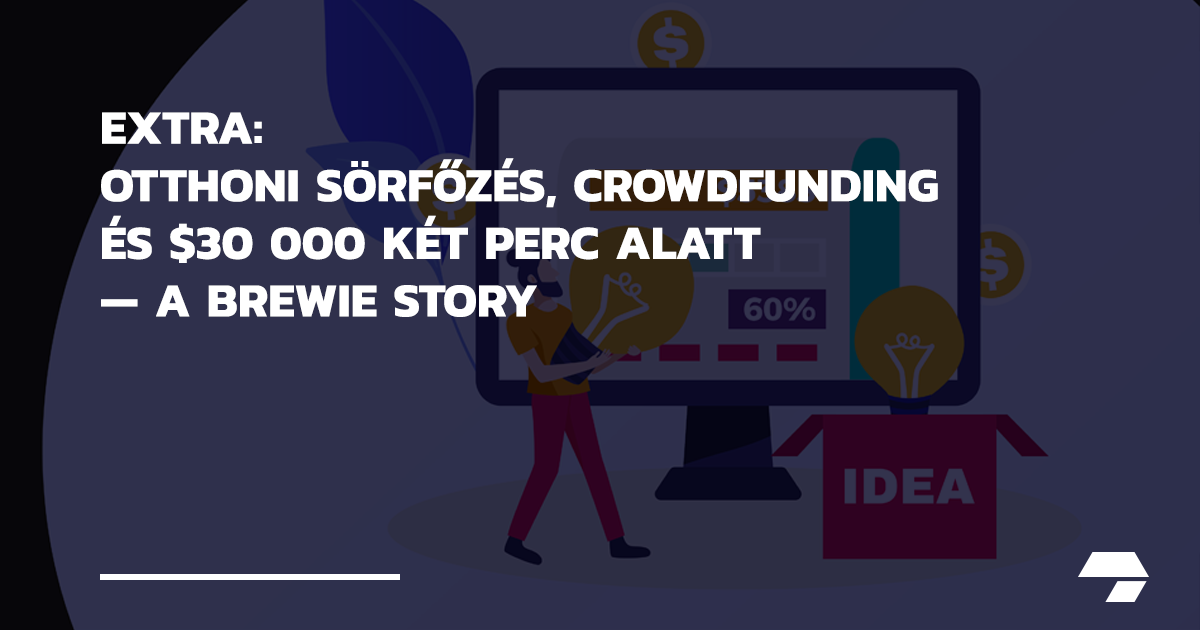 EXTRA:
OTTHONI SÖRFŐZÉS, CROWDFUNDING
ÉS $30 000 KÉT PERC ALATT
— A BREWIE STORY
60%
IDEA
$
$